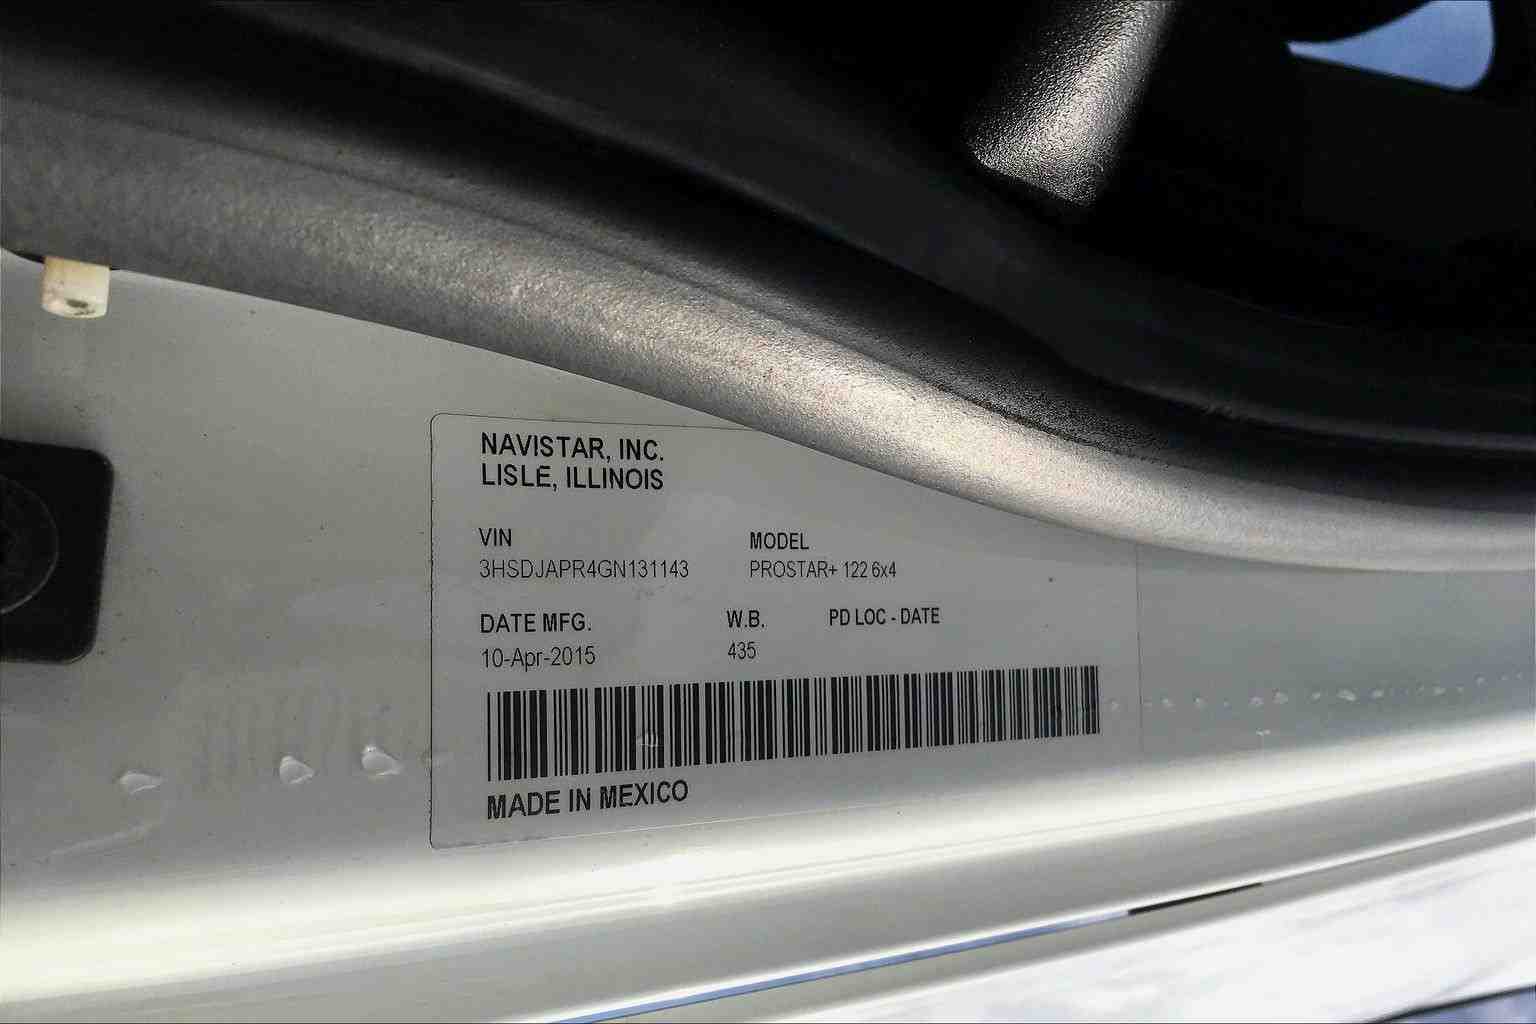 NAVISTAR, INC.
LISLE, ILLINOIS
VIN MODEL
3HSDJAPR4GN131143 PROSTAR+ 122 6x4
DATE MFG. W.B. PD LOC - DATE
10-Apr-2015 435
MADE IN MEXICO